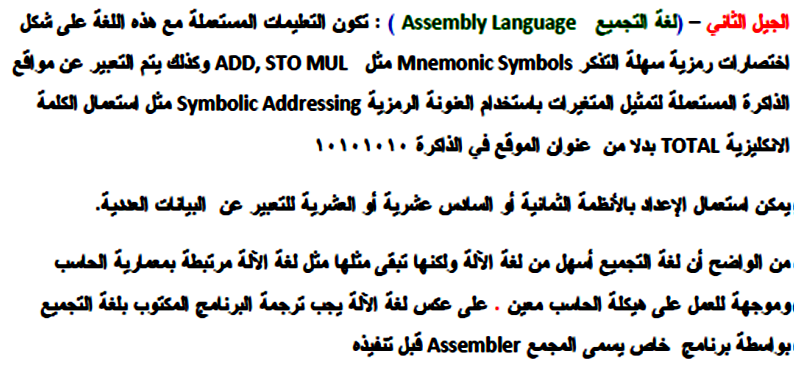 الجيل الثاني – (لغة التجميع Assembly Language ) : تكون التعليمات المستعملة مع هذه اللغة على شكل
اختصارات رمزية سهلة التذكر Mnemonic Symbols مثل ADD, STO MUL وكذلك يتم التعبير عن مواقع
الذاكرة المستعملة لتمثيل المتغيرات باستخدام العنونة الرمزية Symbolic Addressing مثل استعمال الكلمة
الانكليزية TOTAL بدلا من عنوان الموقع في الذاكرة ١٠١٠١٠١٠
يمكن استعمال الإعداد بالأنظمة الثمانية أو السادس عشرية أو العشرية للتعبير عن البيانات العددية.
من الواضح أن لغة التجميع أسهل من لغة الآلة ولكنها تبقى مثلها مثل لغة الآلة مرتبطة بمعمارية الحاسب
وموجهة للعمل على هيكلة الحاسب معين . على عكس لغة الآلة يجب ترجمة البرنامج المكتوب بلغة التجميع
بواسطة برنامج خاص يسمى المجمع Assembler قبل تنفيذه